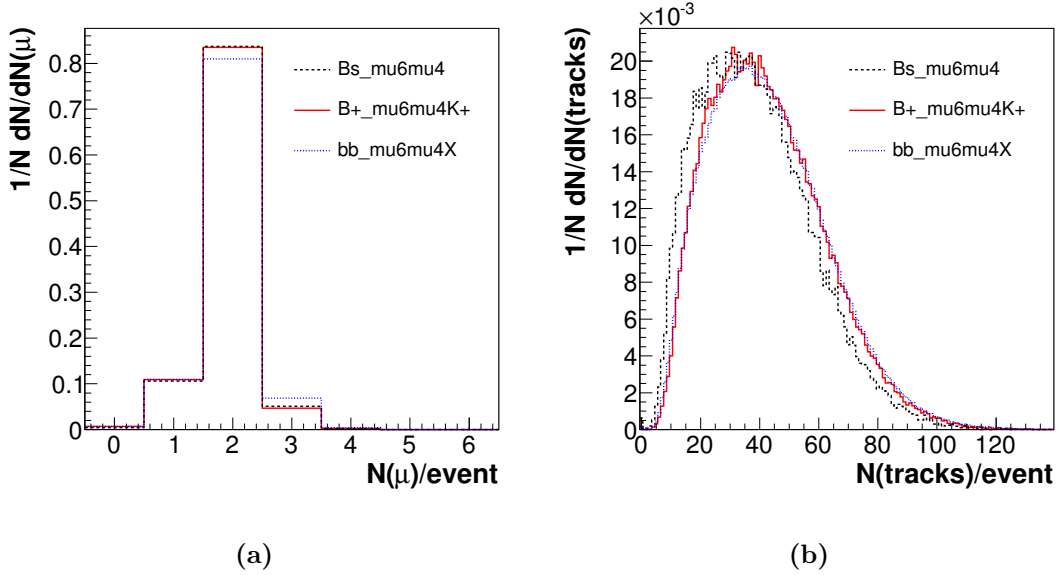 1/N dN/dN(μ)
0.8
0.7
0.6
0.5
0.4
0.3
0.2
0.1
0
Bs_mu6mu4
B+_mu6mu4K+
bb_mu6mu4X
0 1 2 3 4 5 6
N(μ)/event
(a)
×10⁻³
1/N dN/dN(tracks)
20
18
16
14
12
10
8
6
4
2
0
Bs_mu6mu4
B+_mu6mu4K+
bb_mu6mu4X
0 20 40 60 80 100 120
N(tracks)/event
(b)